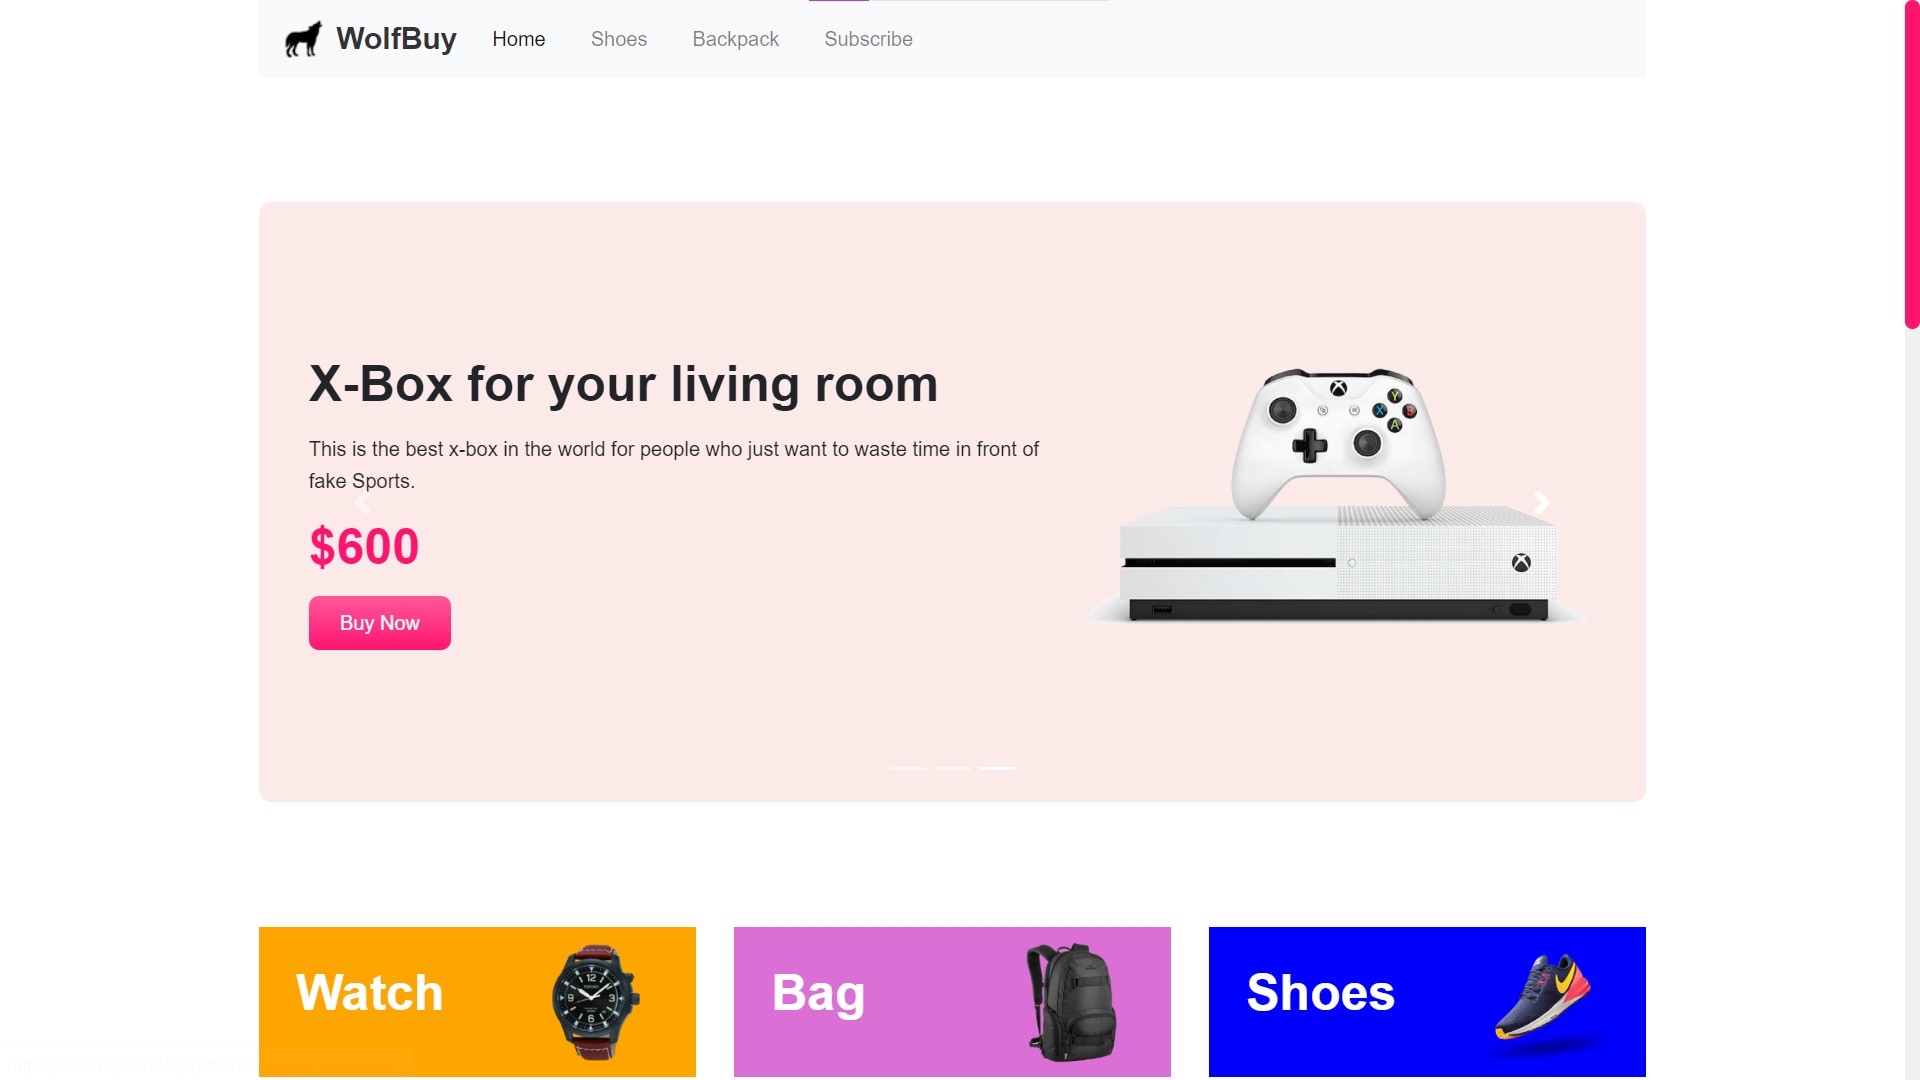 WolfBuy
Home
Shoes
Backpack
Subscribe
X-Box for your living room
This is the best x-box in the world for people who just want to waste time in front of
fake Sports.
$600
Buy Now
Y
X
B
A
Watch
Bag
Shoes